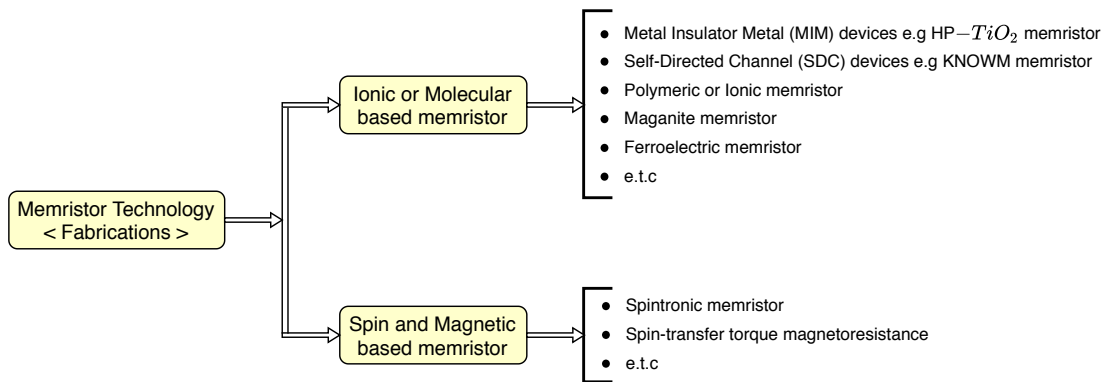 Memristor Technology
< Fabrications >
Ionic or Molecular
based memristor
● Metal Insulator Metal (MIM) devices e.g HP−TiO₂ memristor
● Self-Directed Channel (SDC) devices e.g KNOWM memristor
● Polymeric or Ionic memristor
● Maganite memristor
● Ferroelectric memristor
● e.t.c
Spin and Magnetic
based memristor
● Spintronic memristor
● Spin-transfer torque magnetoresistance
● e.t.c